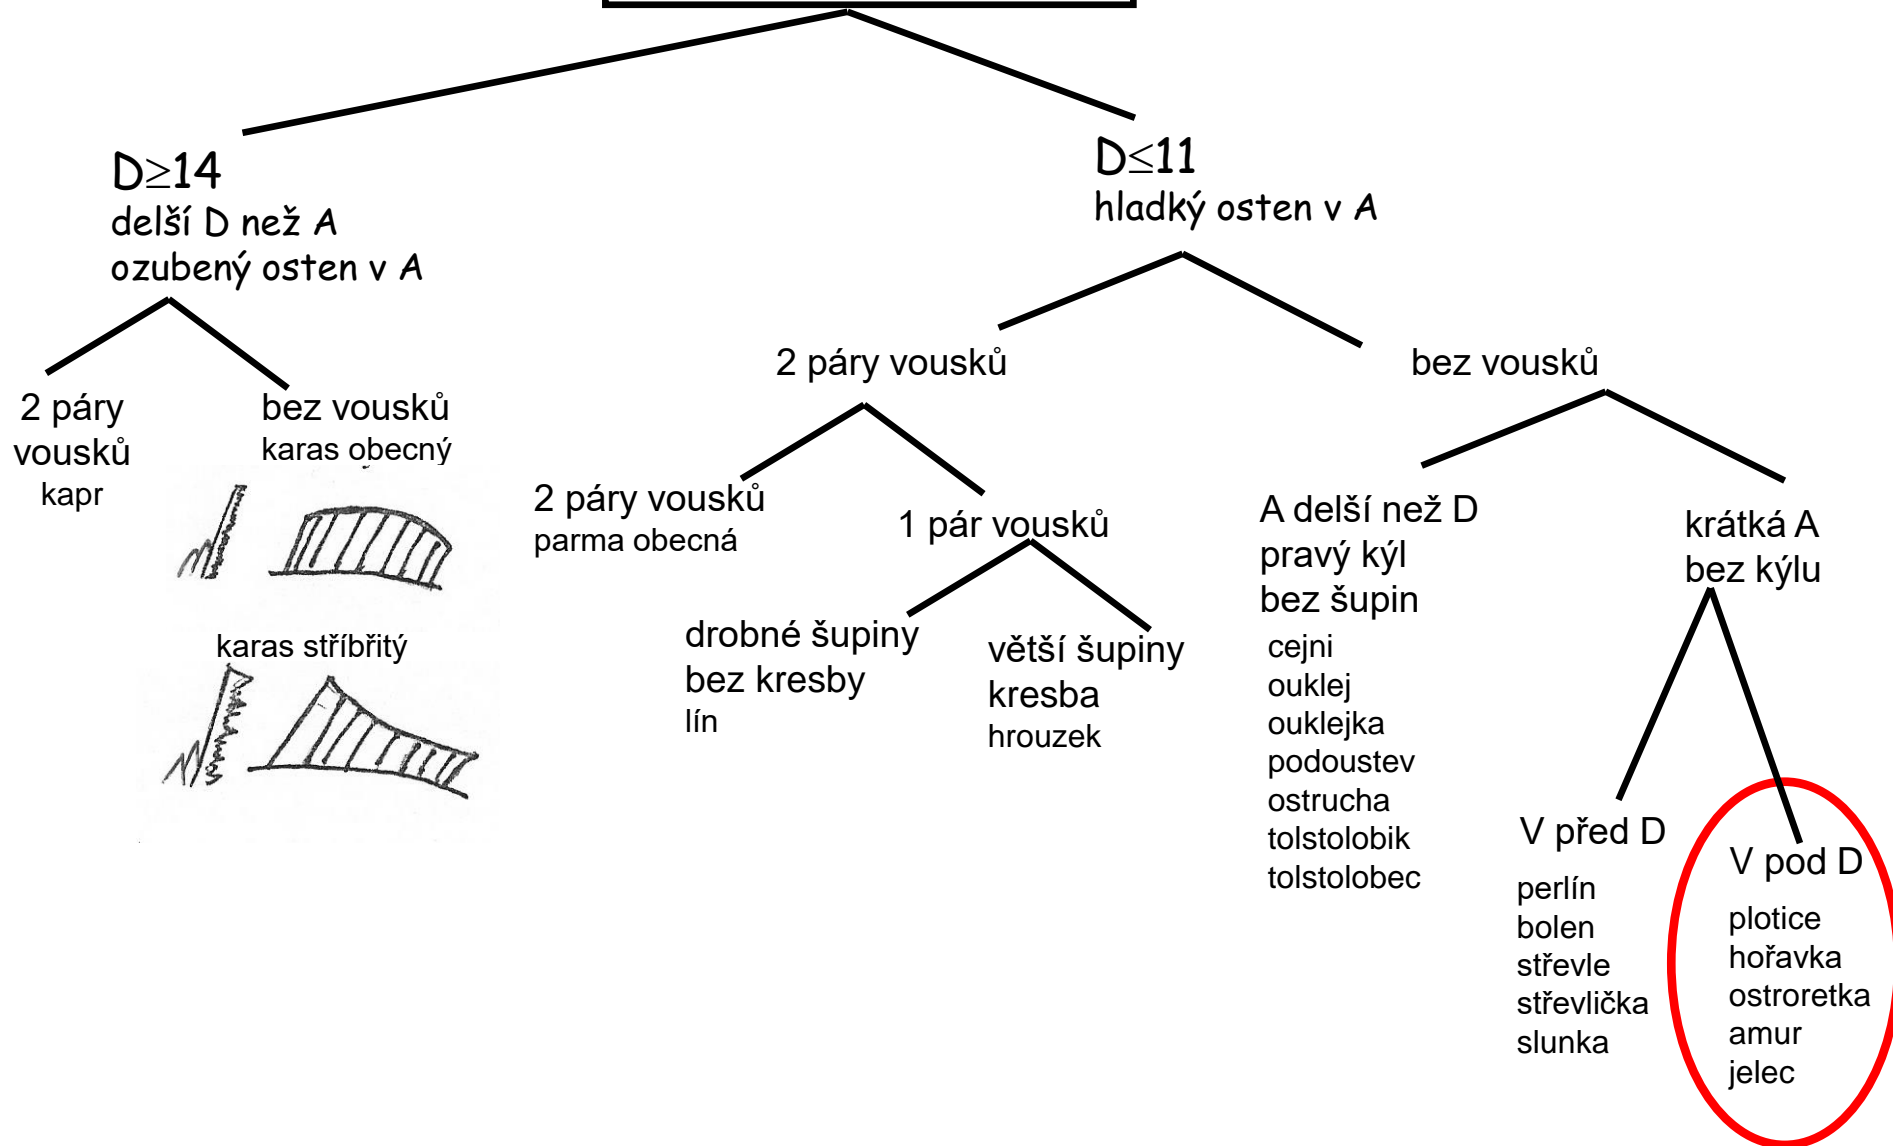 D≥14
delší D než A
ozubený osten v A
D≤11
hladký osten v A
2 páry
vousků
kapr
bez vousků
karas obecný
karas stříbřitý
2 páry vousků
bez vousků
2 páry vousků
parma obecná
1 pár vousků
drobné šupiny
bez kresby
lín
větší šupiny
kresba
hrouzek
A delší než D
pravý kýl
bez šupin
cejni
ouklej
ouklejka
podoustev
ostrucha
tolstolobik
tolstolobec
krátká A
bez kýlu
V před D
perlín
bolen
střevle
střevlička
slunka
V pod D
plotice
hořavka
ostroretka
amur
jelec